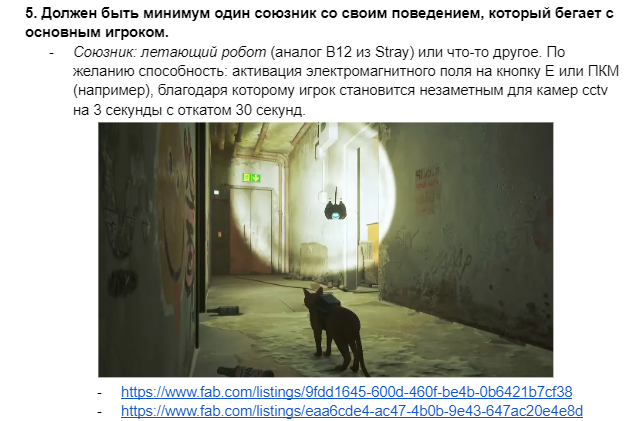 5. Должен быть минимум один союзник со своим поведением, который бегает с
основным игроком.
- Союзник: летающий робот (аналог B12 из Stray) или что-то другое. По
желанию способность: активация электромагнитного поля на кнопку E или ПКМ
(например), благодаря которому игрок становится незаметным для камер cctv
на 3 секунды с откатом 30 секунд.
- https://www.fab.com/listings/9fdd1645-600d-460f-be4b-0b6421b7cf38
- https://www.fab.com/listings/eaa6cde4-ac47-4b0b-9e43-647ac20e4e8d